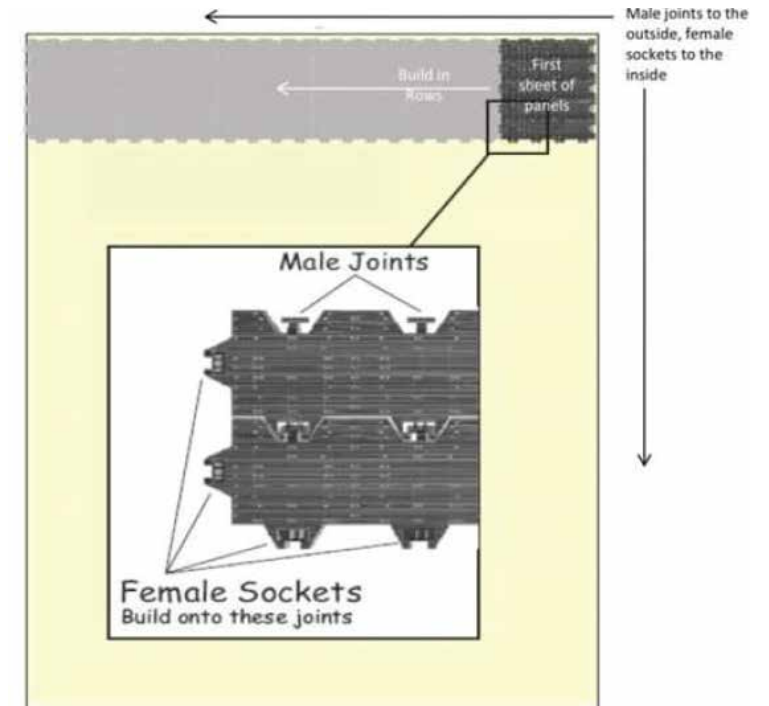 Male joints to the
outside, female
sockets to the
inside
First
sheet of
panels
Build in
Rows
Male Joints
Female Sockets
Build onto these joints